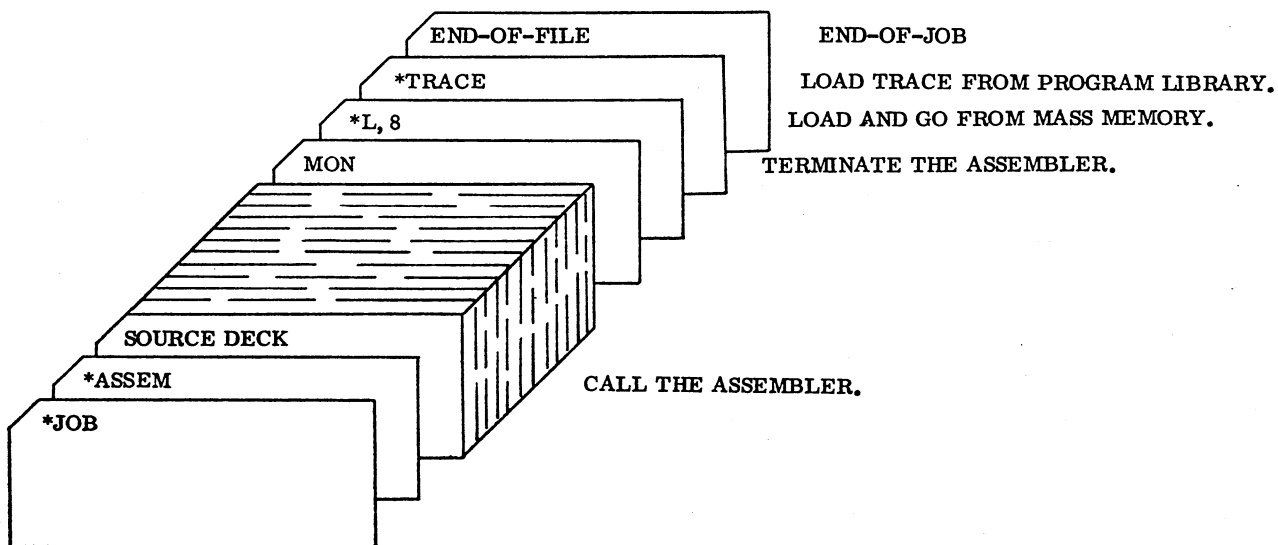 END-OF-FILE END-OF-JOB
*TRACE LOAD TRACE FROM PROGRAM LIBRARY.
*L, 8 LOAD AND GO FROM MASS MEMORY.
MON TERMINATE THE ASSEMBLER.
SOURCE DECK
*ASSEM CALL THE ASSEMBLER.
*JOB